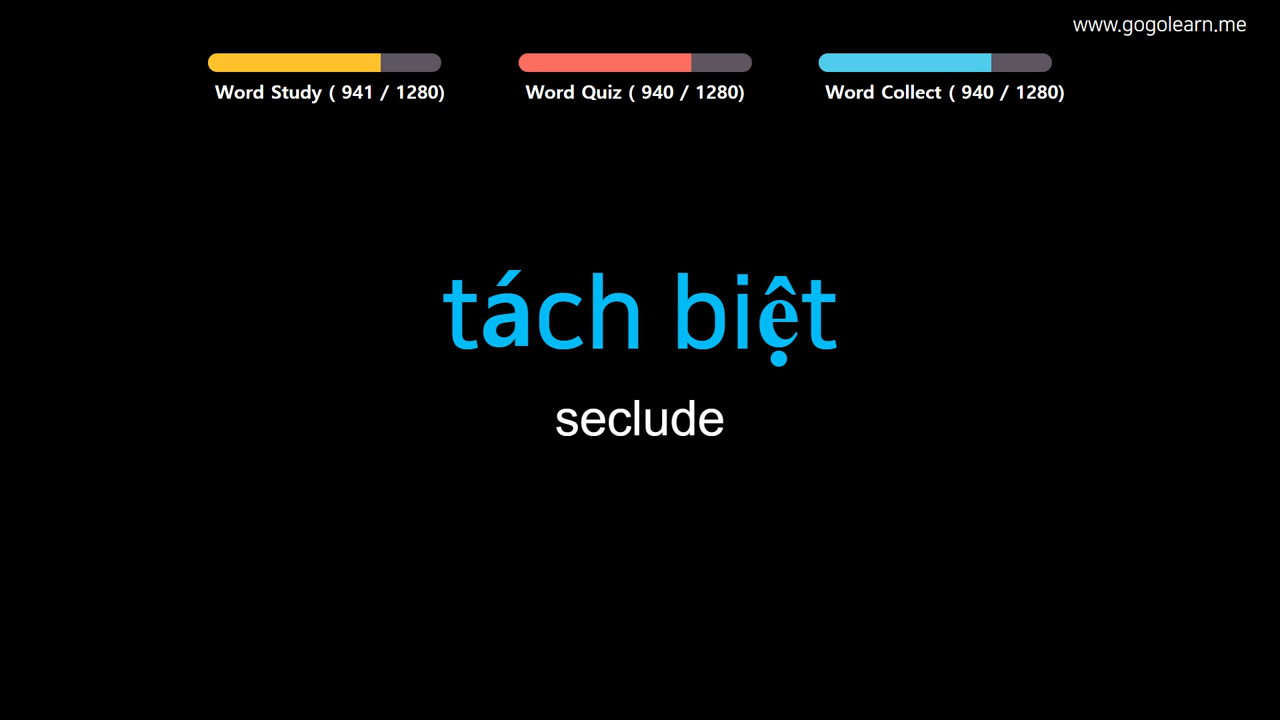 www.gogolearn.me
Word Study ( 941 / 1280)
Word Quiz ( 940 / 1280)
Word Collect ( 940 / 1280)
tách biệt
seclude